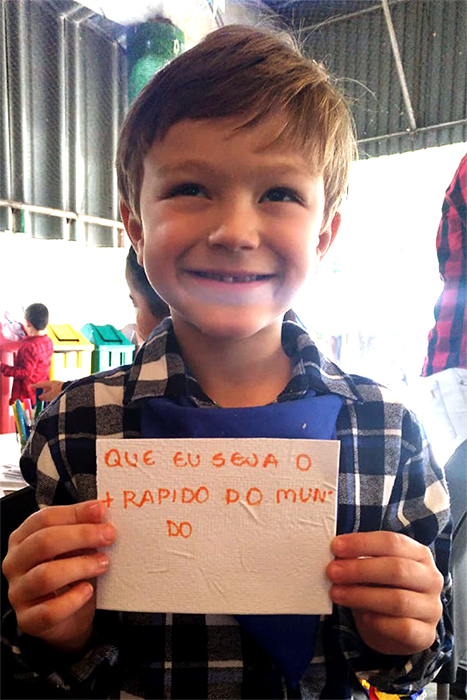 QUE EU SEJA O
+ RAPIDO DO MUN-
DO